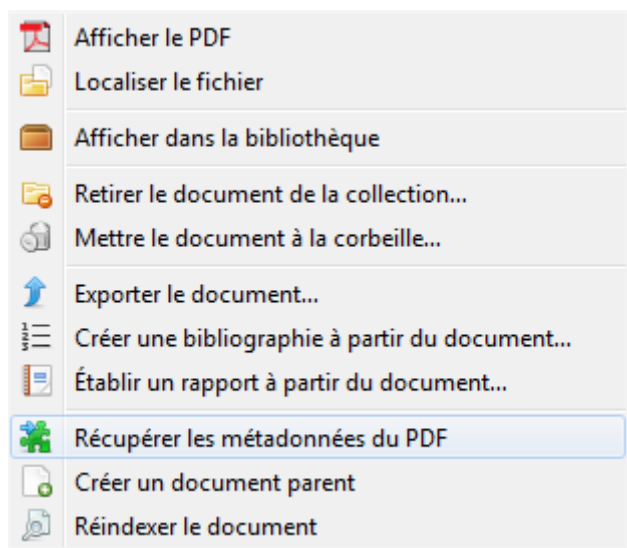 Afficher le PDF
Localiser le fichier
Afficher dans la bibliothèque
Retirer le document de la collection...
Mettre le document à la corbeille...
Exporter le document...
Créer une bibliographie à partir du document...
Établir un rapport à partir du document...
Récupérer les métadonnées du PDF
Créer un document parent
Réindexer le document